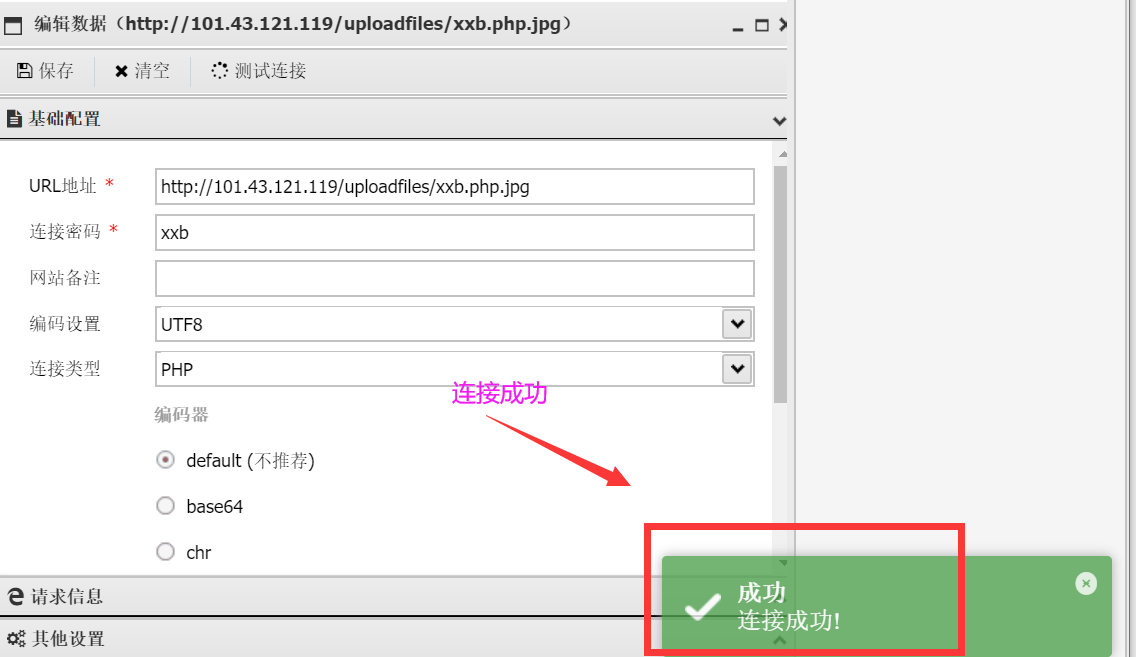 编辑数据（http://101.43.121.119/uploadfiles/xxb.php.jpg）
保存 清空 测试连接
基础配置
URL地址 * http://101.43.121.119/uploadfiles/xxb.php.jpg
连接密码 * xxb
网站备注
编码设置 UTF8
连接类型 PHP
连接成功
编码器
default (不推荐)
base64
chr
请求信息
成功
连接成功!
其他设置